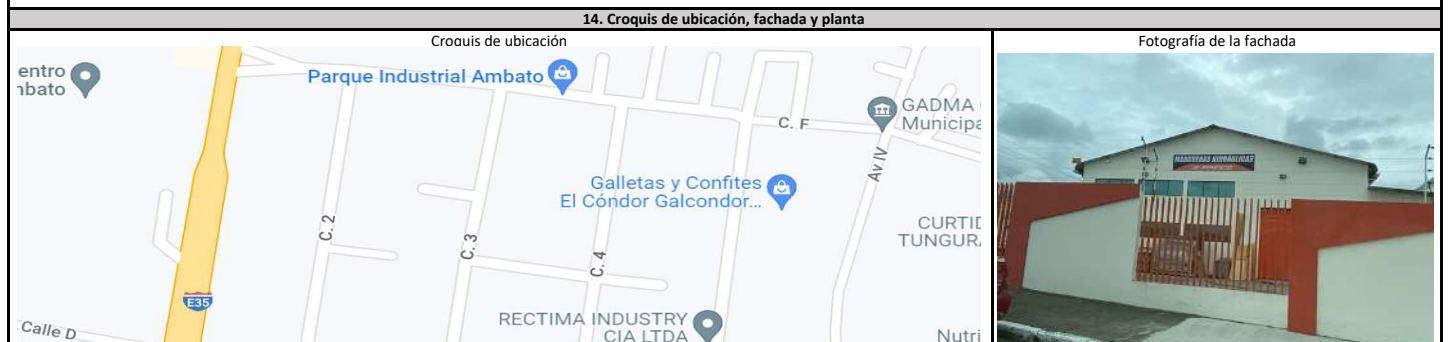 14. Croquis de ubicación, fachada y planta
Croquis de ubicación
Fotografía de la fachada
entro
nbato
Parque Industrial Ambato
GADMA
Municipa
C. F
Av IV
Galletas y Confites
El Cóndor Galcondor...
C. 2
C. 3
C. 4
CURTID
TUNGURA
E35
RECTIMA INDUSTRY
CIA LTDA
Calle D
Nutri
MANGUERAS HIDRÁULICAS